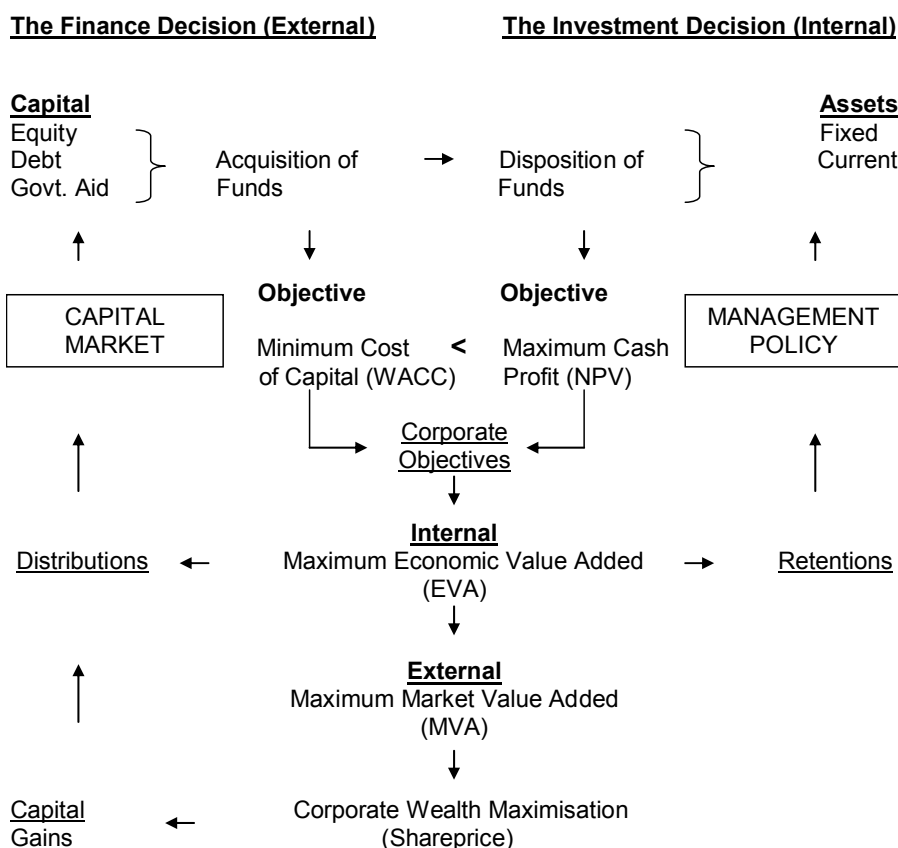 The Finance Decision (External)
The Investment Decision (Internal)
Capital
Equity
Debt
Govt. Aid
Acquisition of
Funds
Disposition of
Funds
Assets
Fixed
Current
Objective
Objective
CAPITAL
MARKET
Minimum Cost
of Capital (WACC)
<
Maximum Cash
Profit (NPV)
MANAGEMENT
POLICY
Corporate
Objectives
Internal
Distributions
Maximum Economic Value Added
(EVA)
Retentions
External
Maximum Market Value Added
(MVA)
Capital
Gains
Corporate Wealth Maximisation
(Shareprice)